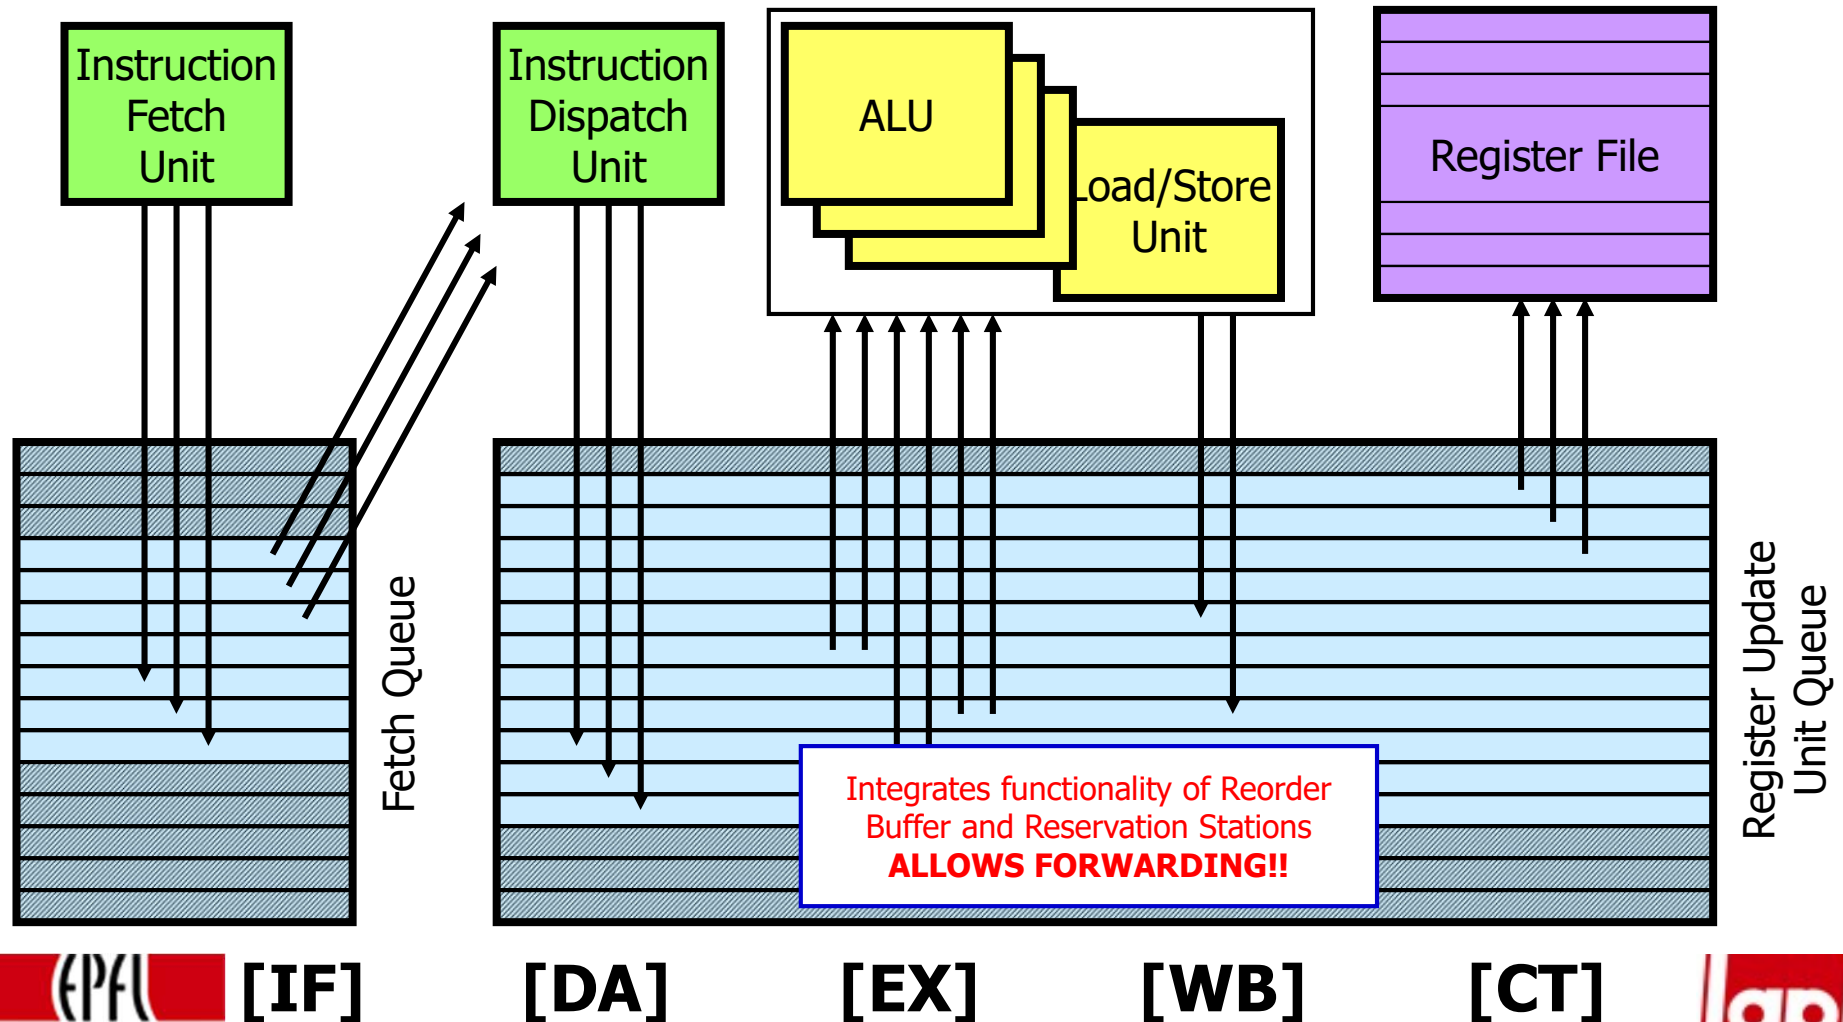 Instruction
Fetch
Unit
Instruction
Dispatch
Unit
ALU
Load/Store
Unit
Register File
Fetch Queue
Register Update
Unit Queue
Integrates functionality of Reorder
Buffer and Reservation Stations
ALLOWS FORWARDING!!
EPFL
[IF]
[DA]
[EX]
[WB]
[CT]
lap